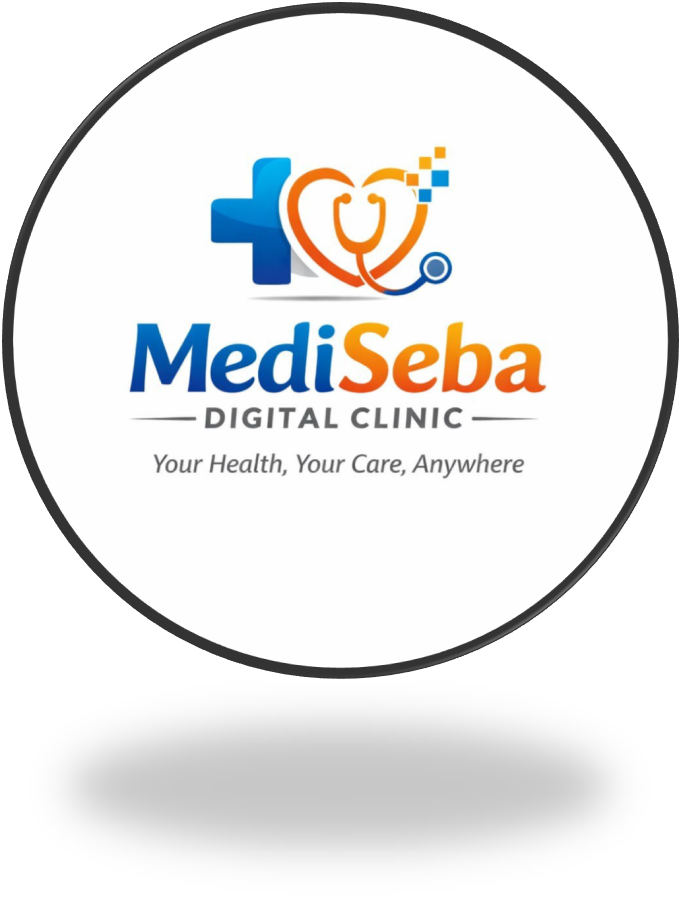 MediSeba
DIGITAL CLINIC
Your Health, Your Care, Anywhere